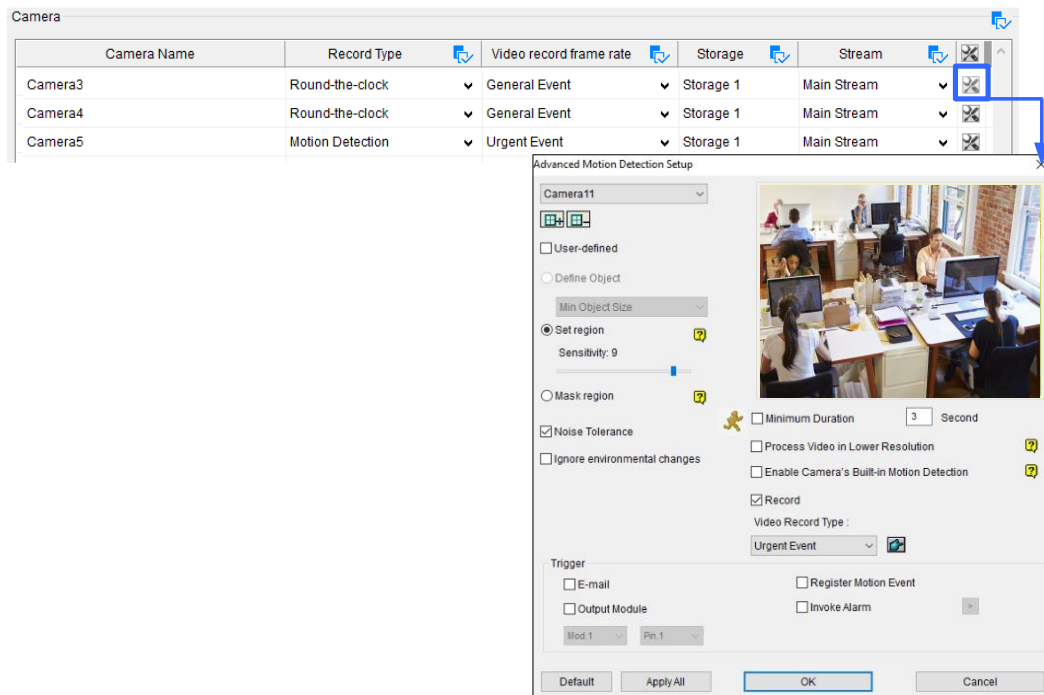 Camera
Camera Name Record Type Video record frame rate Storage Stream
Camera3 Round-the-clock General Event Storage 1 Main Stream
Camera4 Round-the-clock General Event Storage 1 Main Stream
Camera5 Motion Detection Urgent Event Storage 1 Main Stream
Advanced Motion Detection Setup
Camera11
User-defined
Define Object
Min Object Size
Set region
Sensitivity: 9
Mask region
Noise Tolerance
Ignore environmental changes
Minimum Duration 3 Second
Process Video in Lower Resolution
Enable Camera's Built-in Motion Detection
Record
Video Record Type :
Urgent Event
Trigger
E-mail
Register Motion Event
Output Module
Invoke Alarm
Mod.1 Pin.1
Default Apply All OK Cancel